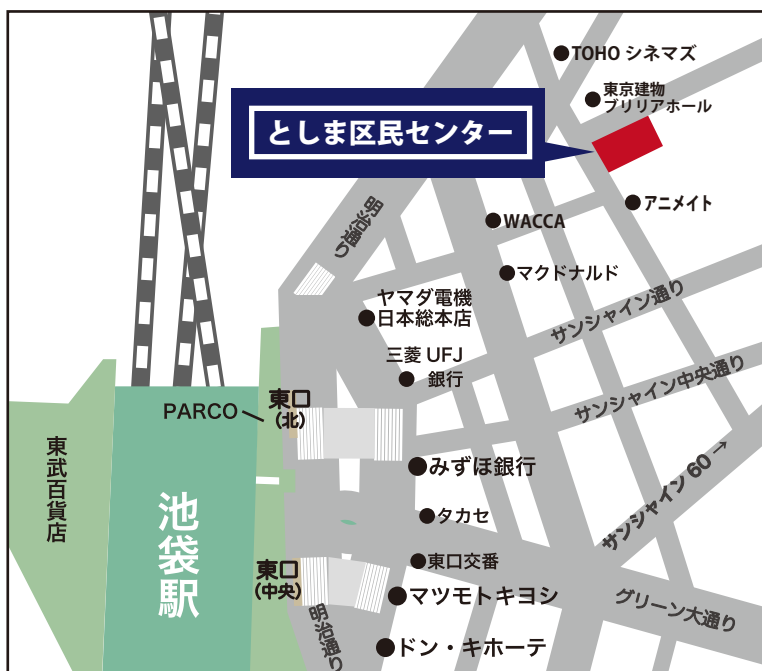 TOHO シネマズ
東京建物
ブリリアホール
としま区民センター
アニメイト
明治通り
WACCA
マクドナルド
ヤマダ電機
日本総本店
サンシャイン通り
三菱 UFJ
銀行
サンシャイン中央通り
PARCO
東口
(北)
東武百貨店
みずほ銀行
サンシャイン 60 →
池袋駅
タカセ
東口交番
東口
(中央)
マツモトキヨシ
グリーン大通り
明治通り
ドン・キホーテ